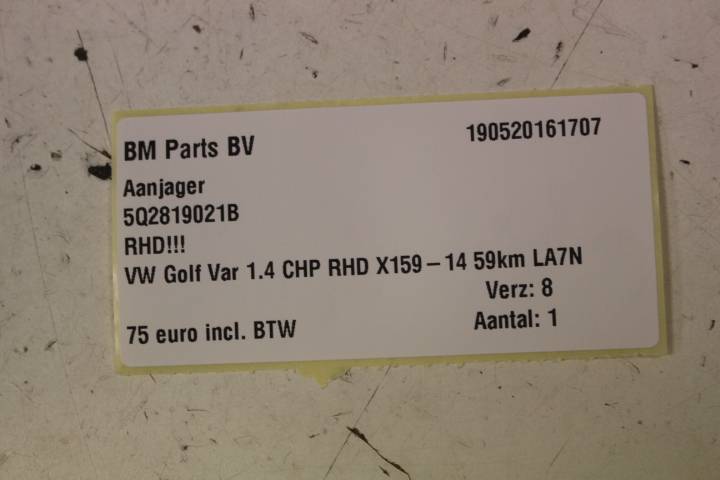 BM Parts BV 190520161707
Aanjager
5Q2819021B
RHD!!!
VW Golf Var 1.4 CHP RHD X159 – 14 59km LA7N
Verz: 8
75 euro incl. BTW Aantal: 1